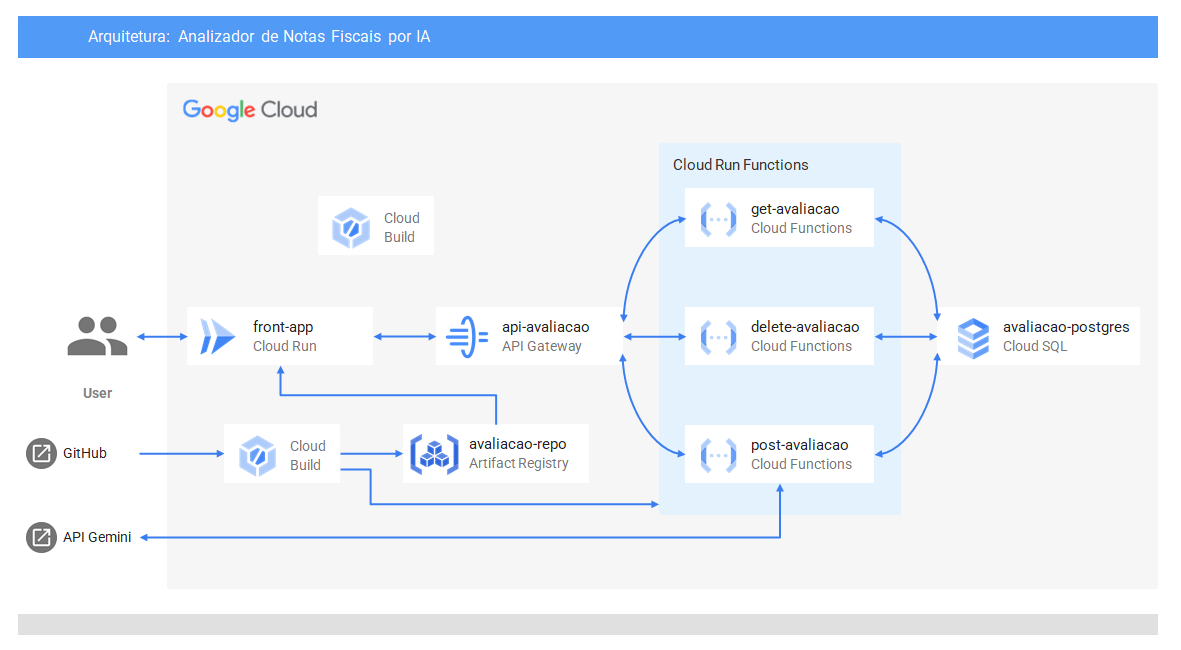 Arquitetura: Analizador de Notas Fiscais por IA
Google Cloud
Cloud Run Functions
get-avaliacao
Cloud Functions
Cloud
Build
front-app
Cloud Run
api-avaliacao
API Gateway
delete-avaliacao
Cloud Functions
avaliacao-postgres
Cloud SQL
User
GitHub
Cloud
Build
avaliacao-repo
Artifact Registry
post-avaliacao
Cloud Functions
API Gemini